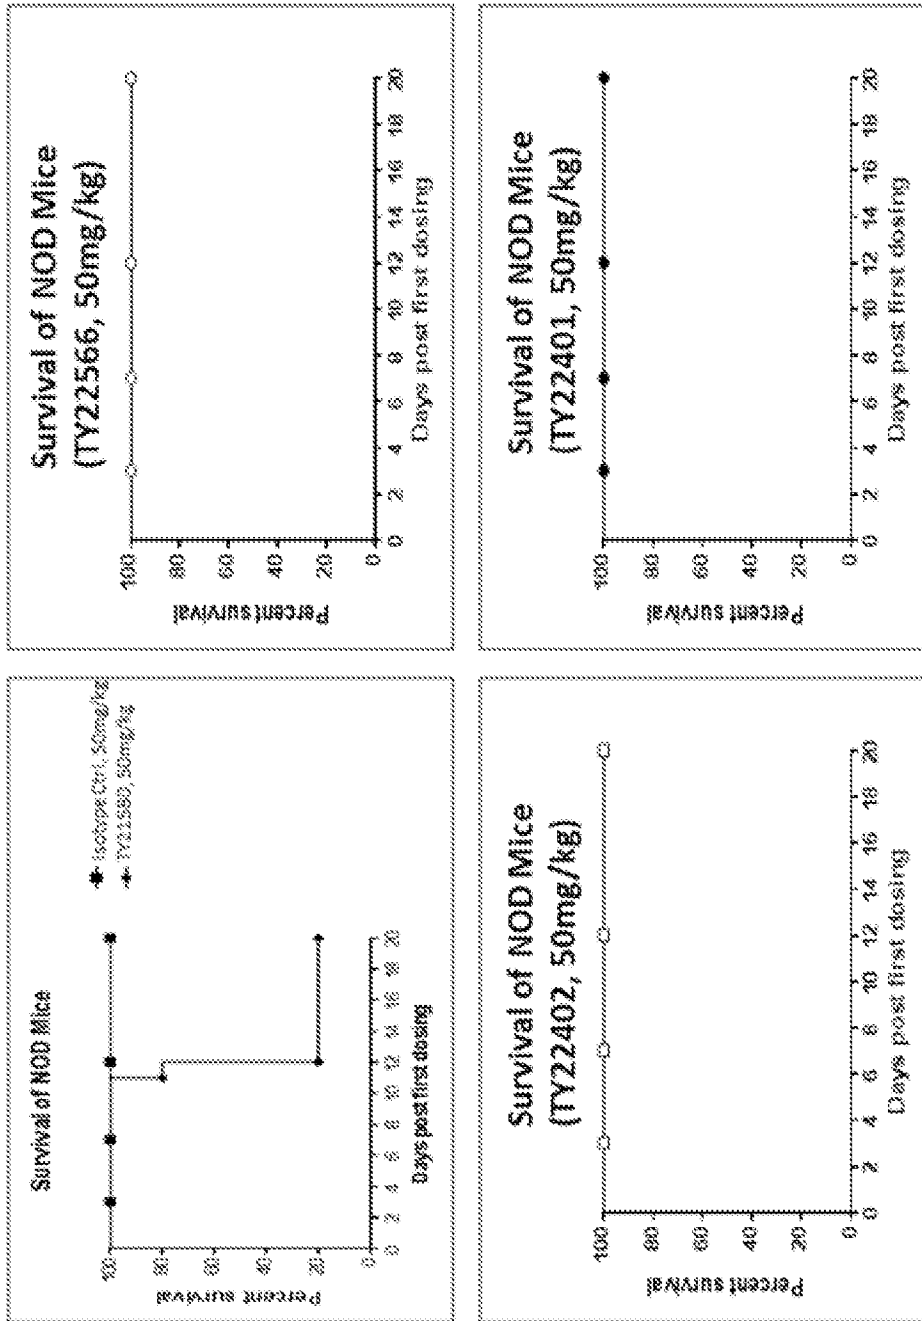 Survival of NOD Mice
Isotype Ctrl, 50mg/kg
50mg/kg
Percent survival
100
80
60
40
20
0
0 2 4 6 8 10 12 14 16 18 20
Days post first dosing
Survival of NOD Mice
(TY22566, 50mg/kg)
Percent survival
100
80
60
40
20
0
0 2 4 6 8 10 12 14 16 18 20
Days post first dosing
Survival of NOD Mice
(TY22402, 50mg/kg)
Percent survival
100
80
60
40
20
0
0 2 4 6 8 10 12 14 16 18 20
Days post first dosing
Survival of NOD Mice
(TY22401, 50mg/kg)
Percent survival
100
80
60
40
20
0
0 2 4 6 8 10 12 14 16 18 20
Days post first dosing